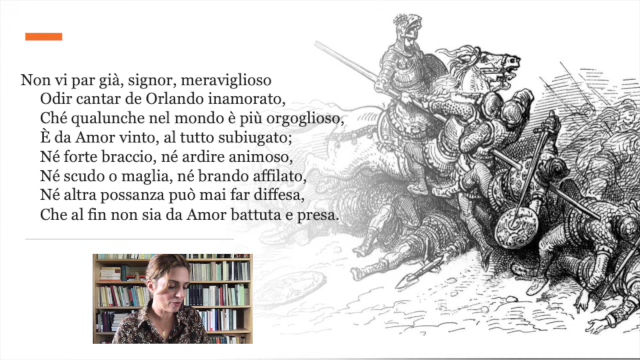 Non vi par già, signor, meraviglioso
Odir cantar de Orlando inamorato,
Ché qualunche nel mondo è più orgoglioso,
È da Amor vinto, al tutto subiugato;
Né forte braccio, né ardire animoso,
Né scudo o maglia, né brando affilato,
Né altra possanza può mai far diffesa,
Che al fin non sia da Amor battuta e presa.